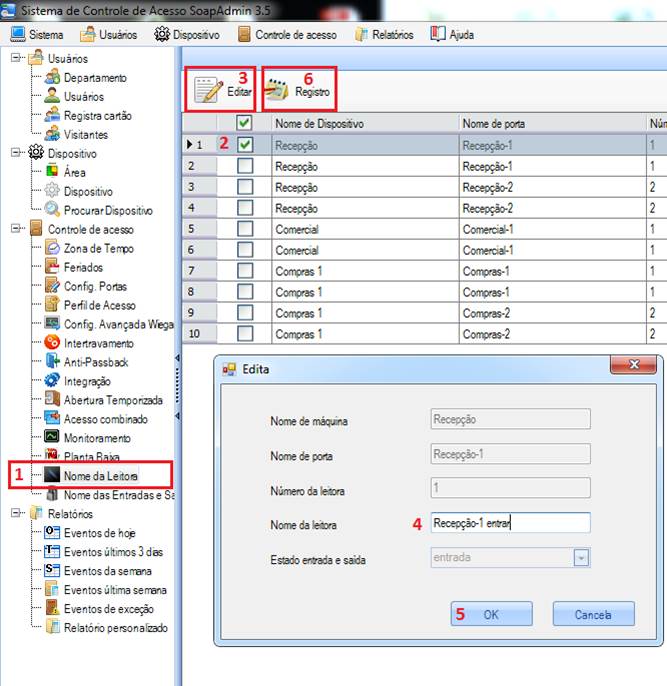 Sistema de Controle de Acesso SoapAdmin 3.5
Sistema Usuários Dispositivo Controle de acesso Relatórios Ajuda
Usuários
Departamento
Usuários
Registra cartão
Visitantes
Dispositivo
Área
Dispositivo
Procurar Dispositivo
Controle de acesso
Zona de Tempo
Feriados
Config. Portas
Perfil de Acesso
Config. Avançada Wiega
Intertravamento
Anti-Passback
Integração
Abertura Temporizada
Acesso combinado
Monitoramento
Planta Baixa
1 Nome da Leitora
Nome das Entradas e Sa
Relatórios
Eventos de hoje
Eventos últimos 3 dias
Eventos da semana
Eventos última semana
Eventos de exceção
Relatório personalizado
3 Editar 6 Registro
Nome de Dispositivo Nome de porta Núm
1 2 Recepção Recepção-1 1
2 Recepção Recepção-1 1
3 Recepção Recepção-2 2
4 Recepção Recepção-2 2
5 Comercial Comercial-1 1
6 Comercial Comercial-1 1
7 Compras 1 Compras-1 1
8 Compras 1 Compras-1 1
9 Compras 1 Compras-2 2
10 Compras 1 Compras-2 2
Edita
Nome de máquina Recepção
Nome de porta Recepção-1
Número da leitora 1
Nome da leitora 4 Recepção-1 entrar
Estado entrada e saída entrada
5 OK Cancela